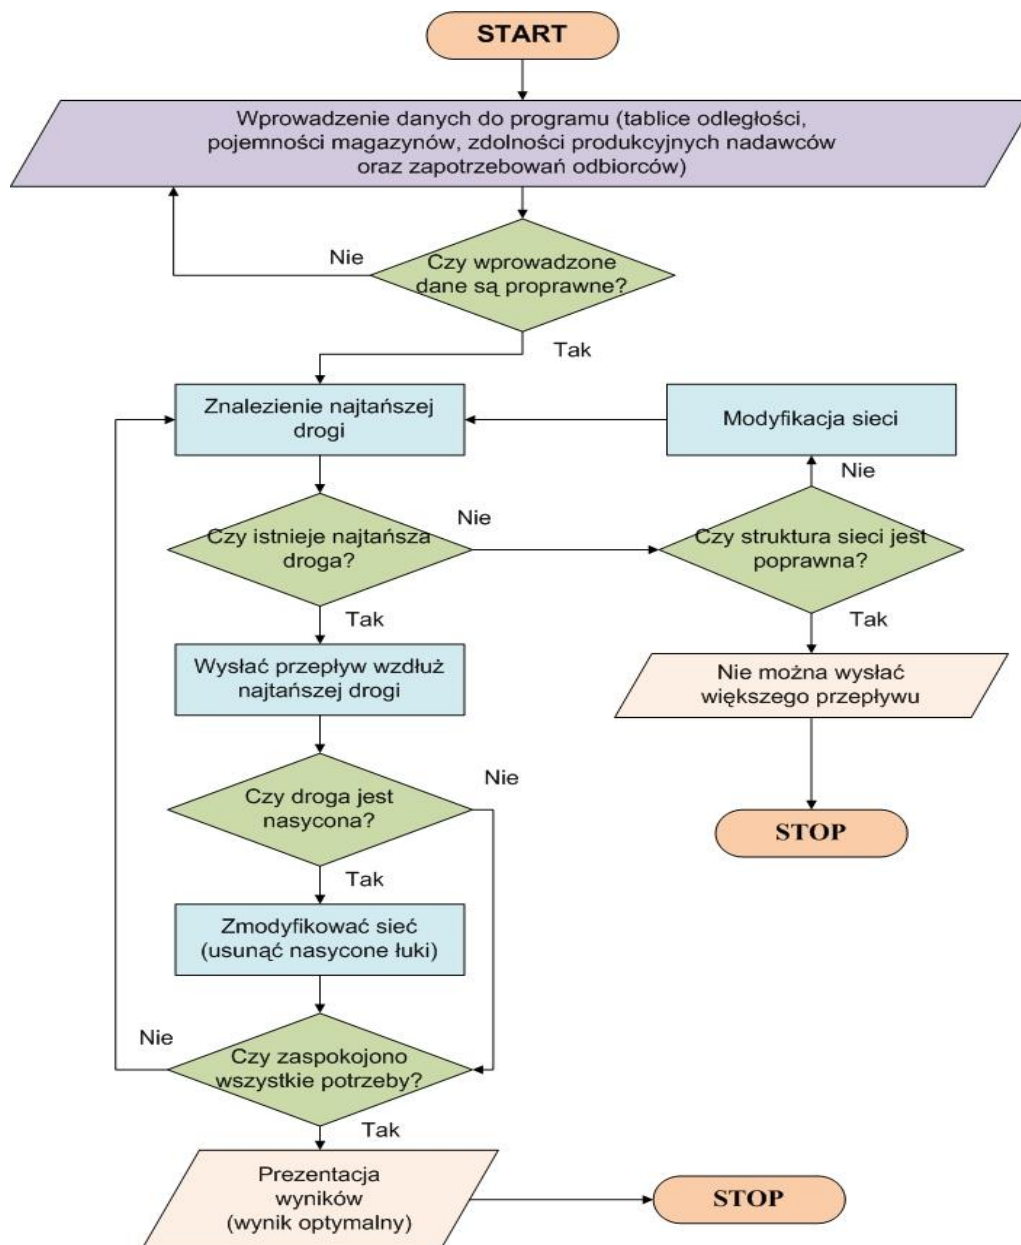 START
Wprowadzenie danych do programu (tablice odległości,
pojemności magazynów, zdolności produkcyjnych nadawców
oraz zapotrzebowań odbiorców)
Nie
Czy wprowadzone
dane są proprawne?
Tak
Znalezienie najtańszej
drogi
Modyfikacja sieci
Nie
Czy istnieje najtańsza
droga?
Nie
Czy struktura sieci jest
poprawna?
Tak
Tak
Wysłać przepływ wzdłuż
najtańszej drogi
Nie można wysłać
większego przepływu
Czy droga jest
nasycona?
Nie
STOP
Tak
Zmodyfikować sieć
(usunąć nasycone łuki)
Nie
Czy zaspokojono
wszystkie potrzeby?
Tak
Prezentacja
wyników
(wynik optymalny)
STOP